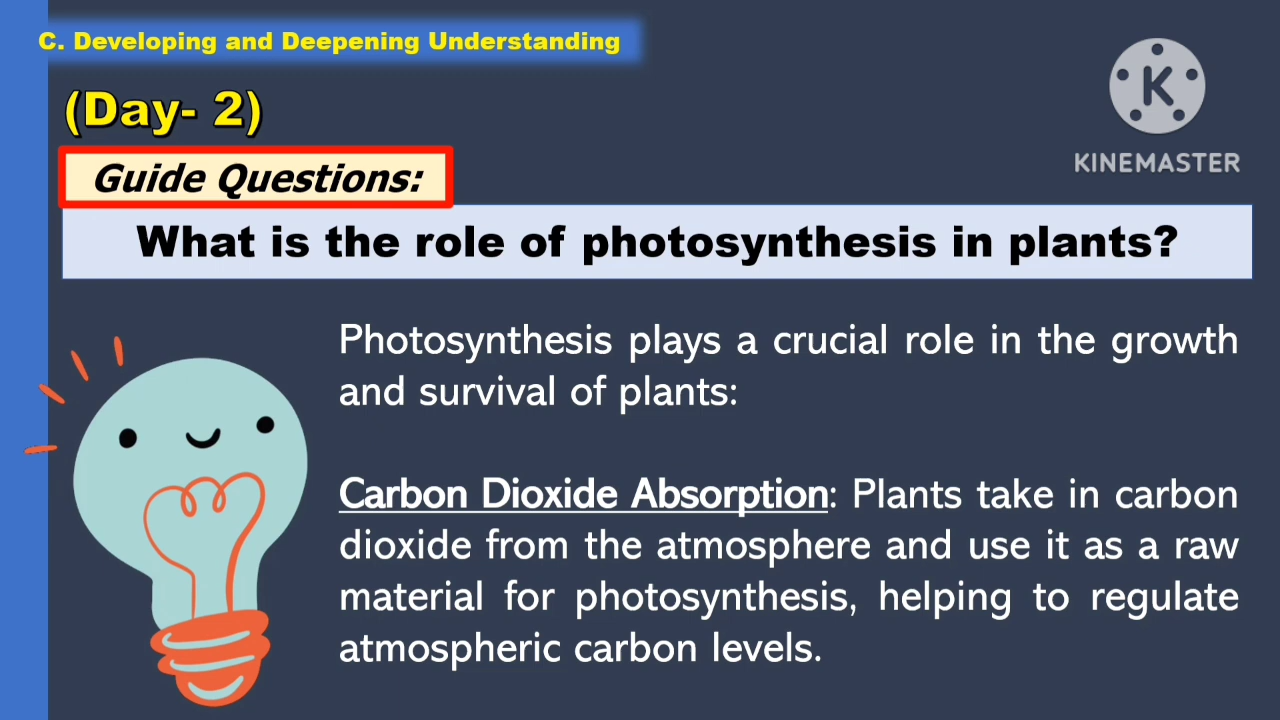 C. Developing and Deepening Understanding
(Day- 2)
K
KINEMASTER
Guide Questions:
What is the role of photosynthesis in plants?
Photosynthesis plays a crucial role in the growth
and survival of plants:
Carbon Dioxide Absorption: Plants take in carbon
dioxide from the atmosphere and use it as a raw
material for photosynthesis, helping to regulate
atmospheric carbon levels.